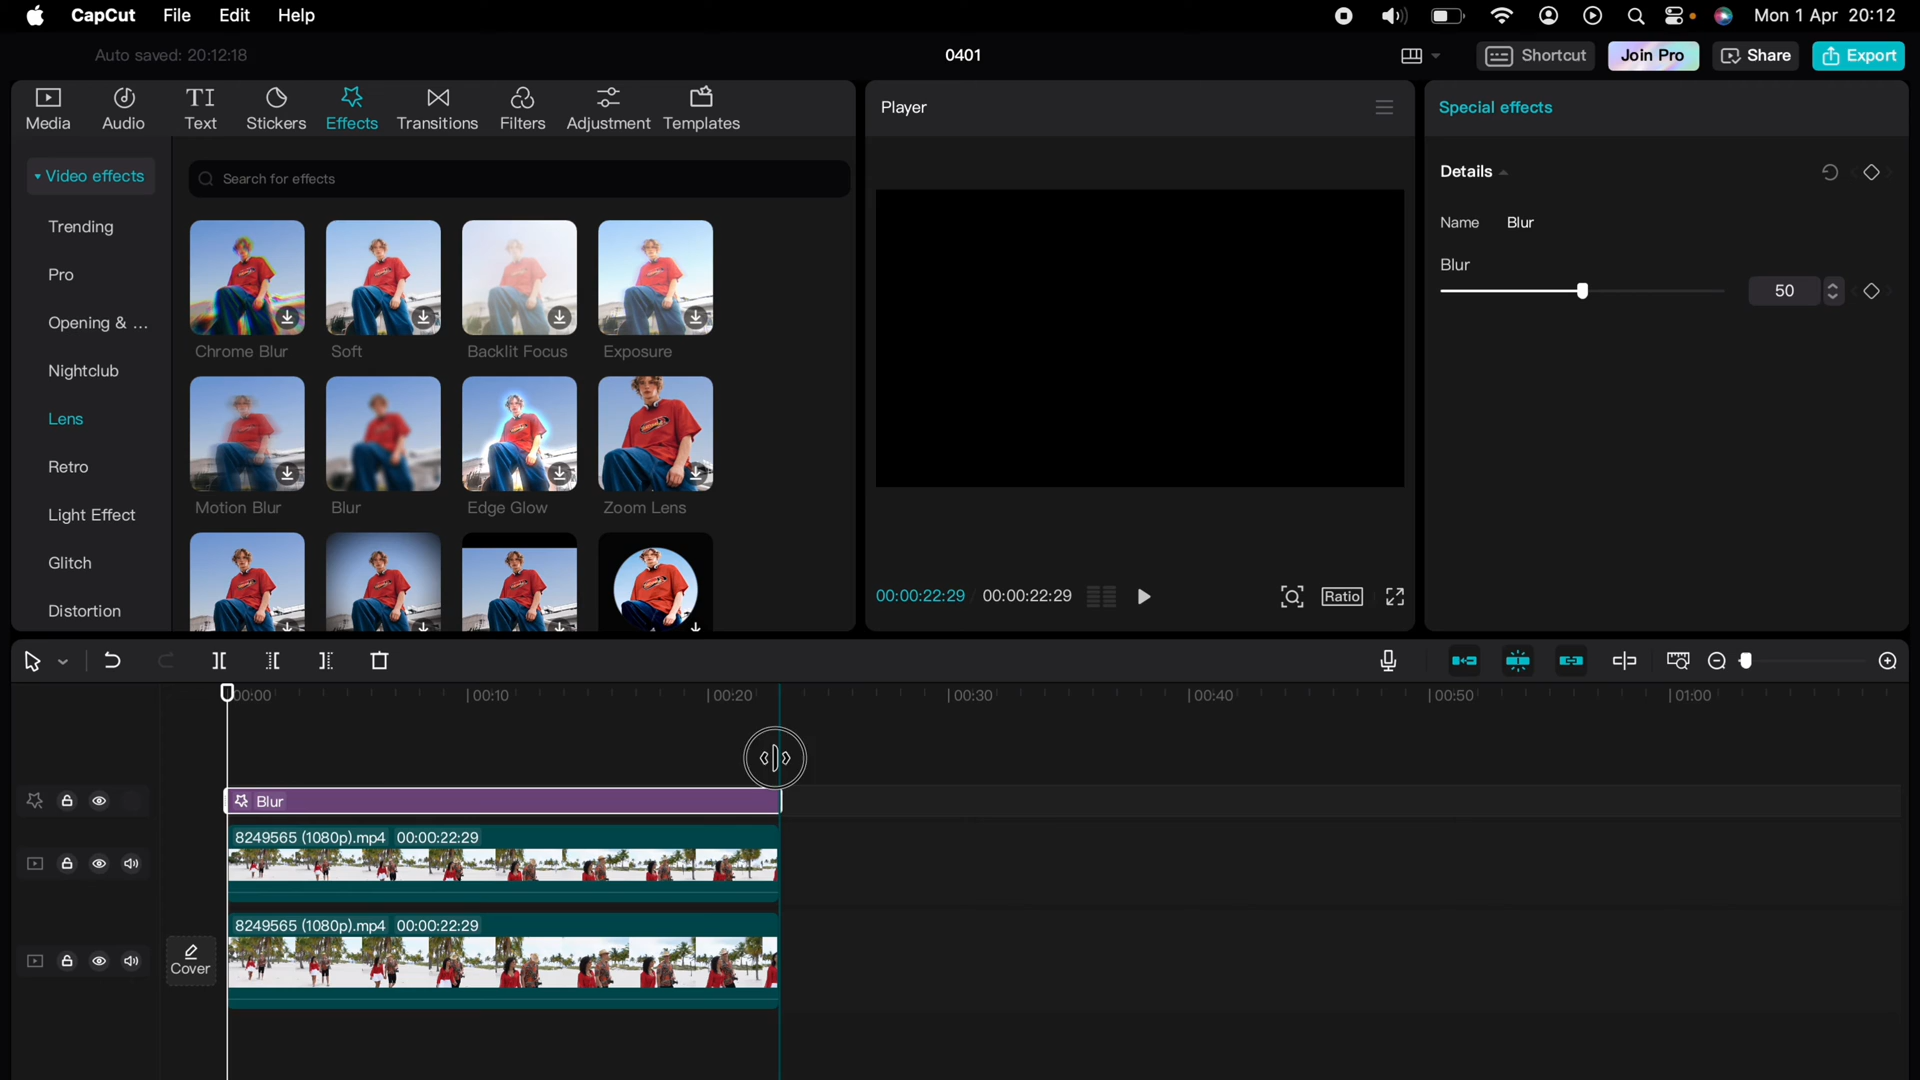 CapCut File Edit Help Mon 1 Apr 20:12
Auto saved: 20:12:18 0401 Shortcut Join Pro Share Export
Media Audio Text Stickers Effects Transitions Filters Adjustment Templates
Player
Special effects
Video effects
Search for effects
Trending
Pro
Opening & ...
Nightclub
Lens
Retro
Light Effect
Glitch
Distortion
Chrome Blur Soft Backlit Focus Exposure
Motion Blur Blur Edge Glow Zoom Lens
00:00:22:29 00:00:22:29 Ratio
Details
Name Blur
Blur
50
00:00 00:10 00:20 00:30 00:40 00:50 01:00
Blur
8249565 (1080p).mp4 00:00:22:29
8249565 (1080p).mp4 00:00:22:29
Cover